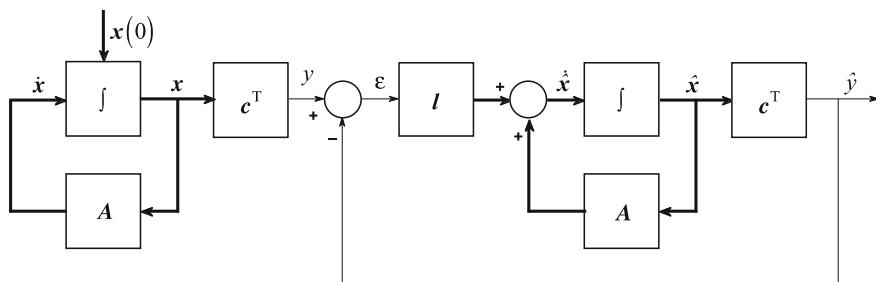 x(0)
ẋ
∫
x
cᵀ
y
+
−
ε
l
+
+
x̂̇
∫
x̂
cᵀ
ŷ
A
A